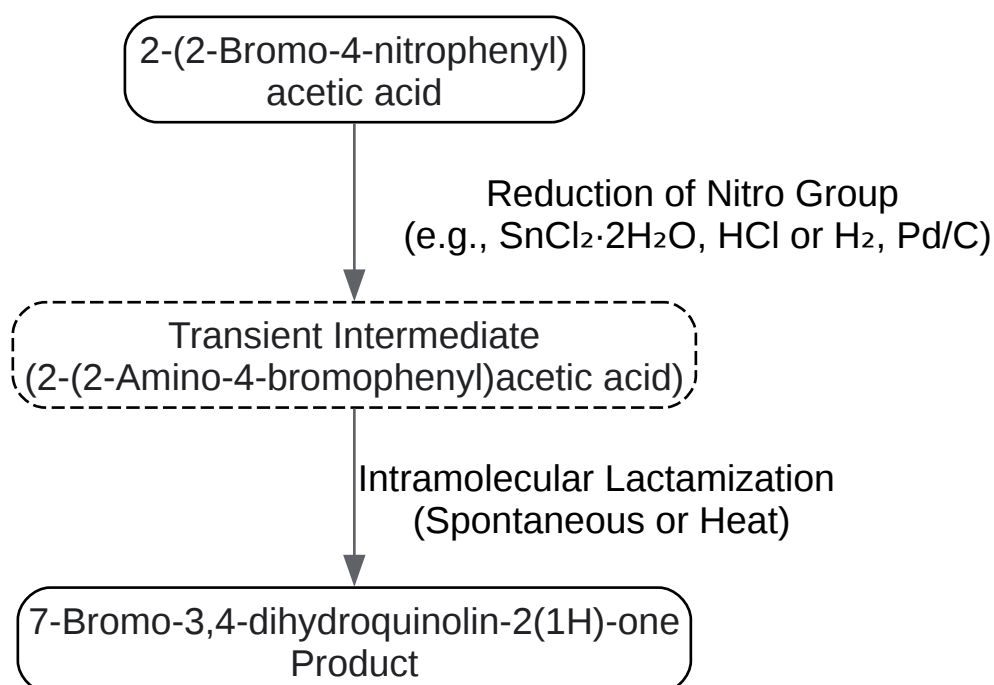 2-(2-Bromo-4-nitrophenyl)
acetic acid
Reduction of Nitro Group
(e.g., SnCl₂·2H₂O, HCl or H₂, Pd/C)
Transient Intermediate
(2-(2-Amino-4-bromophenyl)acetic acid)
Intramolecular Lactamization
(Spontaneous or Heat)
7-Bromo-3,4-dihydroquinolin-2(1H)-one
Product